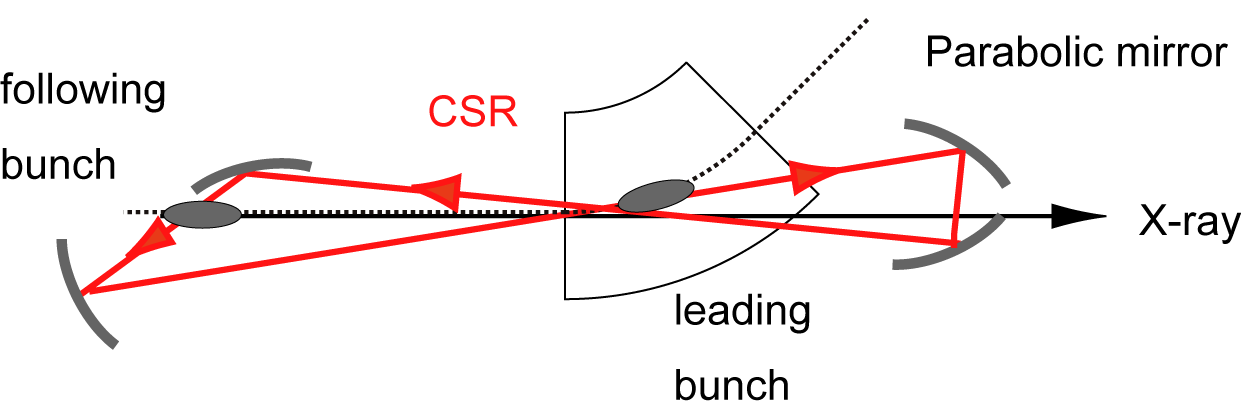 Parabolic mirror
following
bunch
CSR
X-ray
leading
bunch